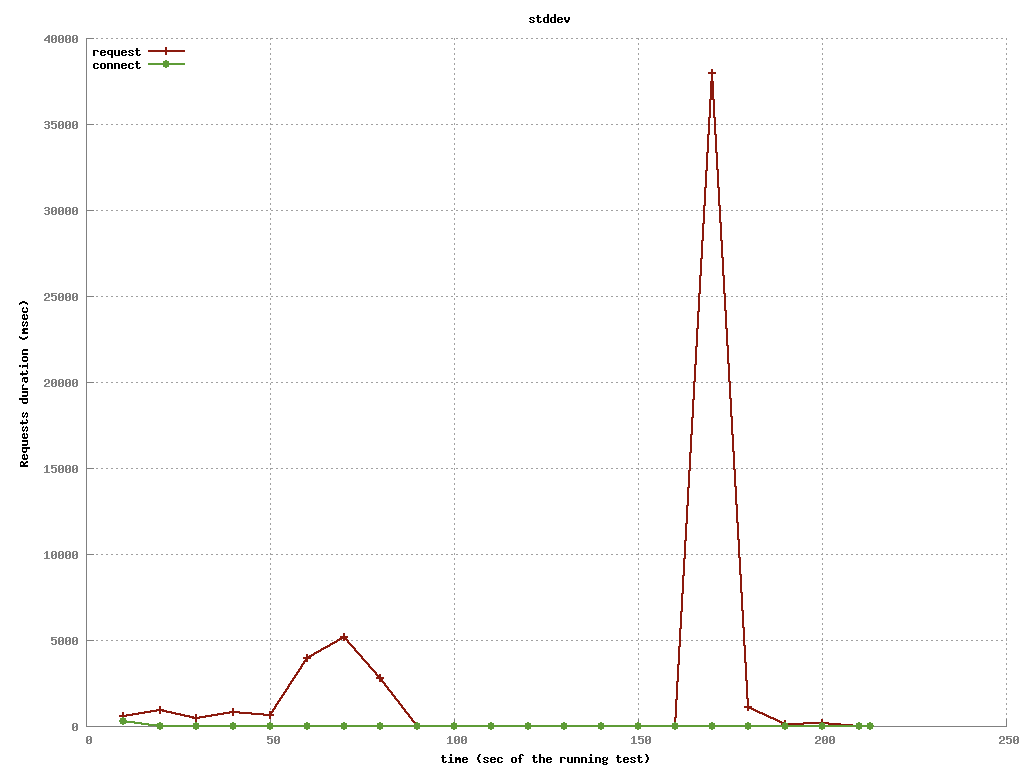 stddev
40000
request
connect
35000
30000
25000
20000
15000
10000
5000
0
Requests duration (msec)
0 50 100 150 200 250
time (sec of the running test)